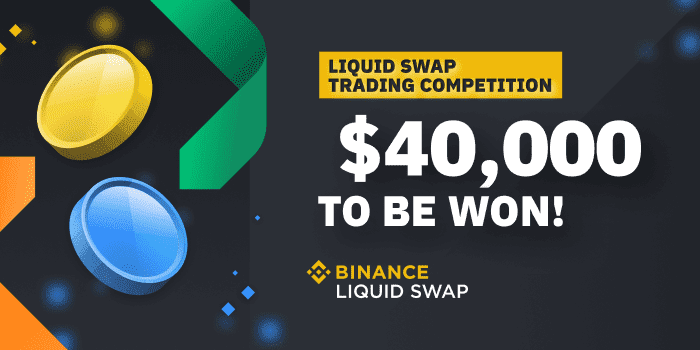 LIQUID SWAP
TRADING COMPETITION
$40,000
TO BE WON!
BINANCE
LIQUID SWAP